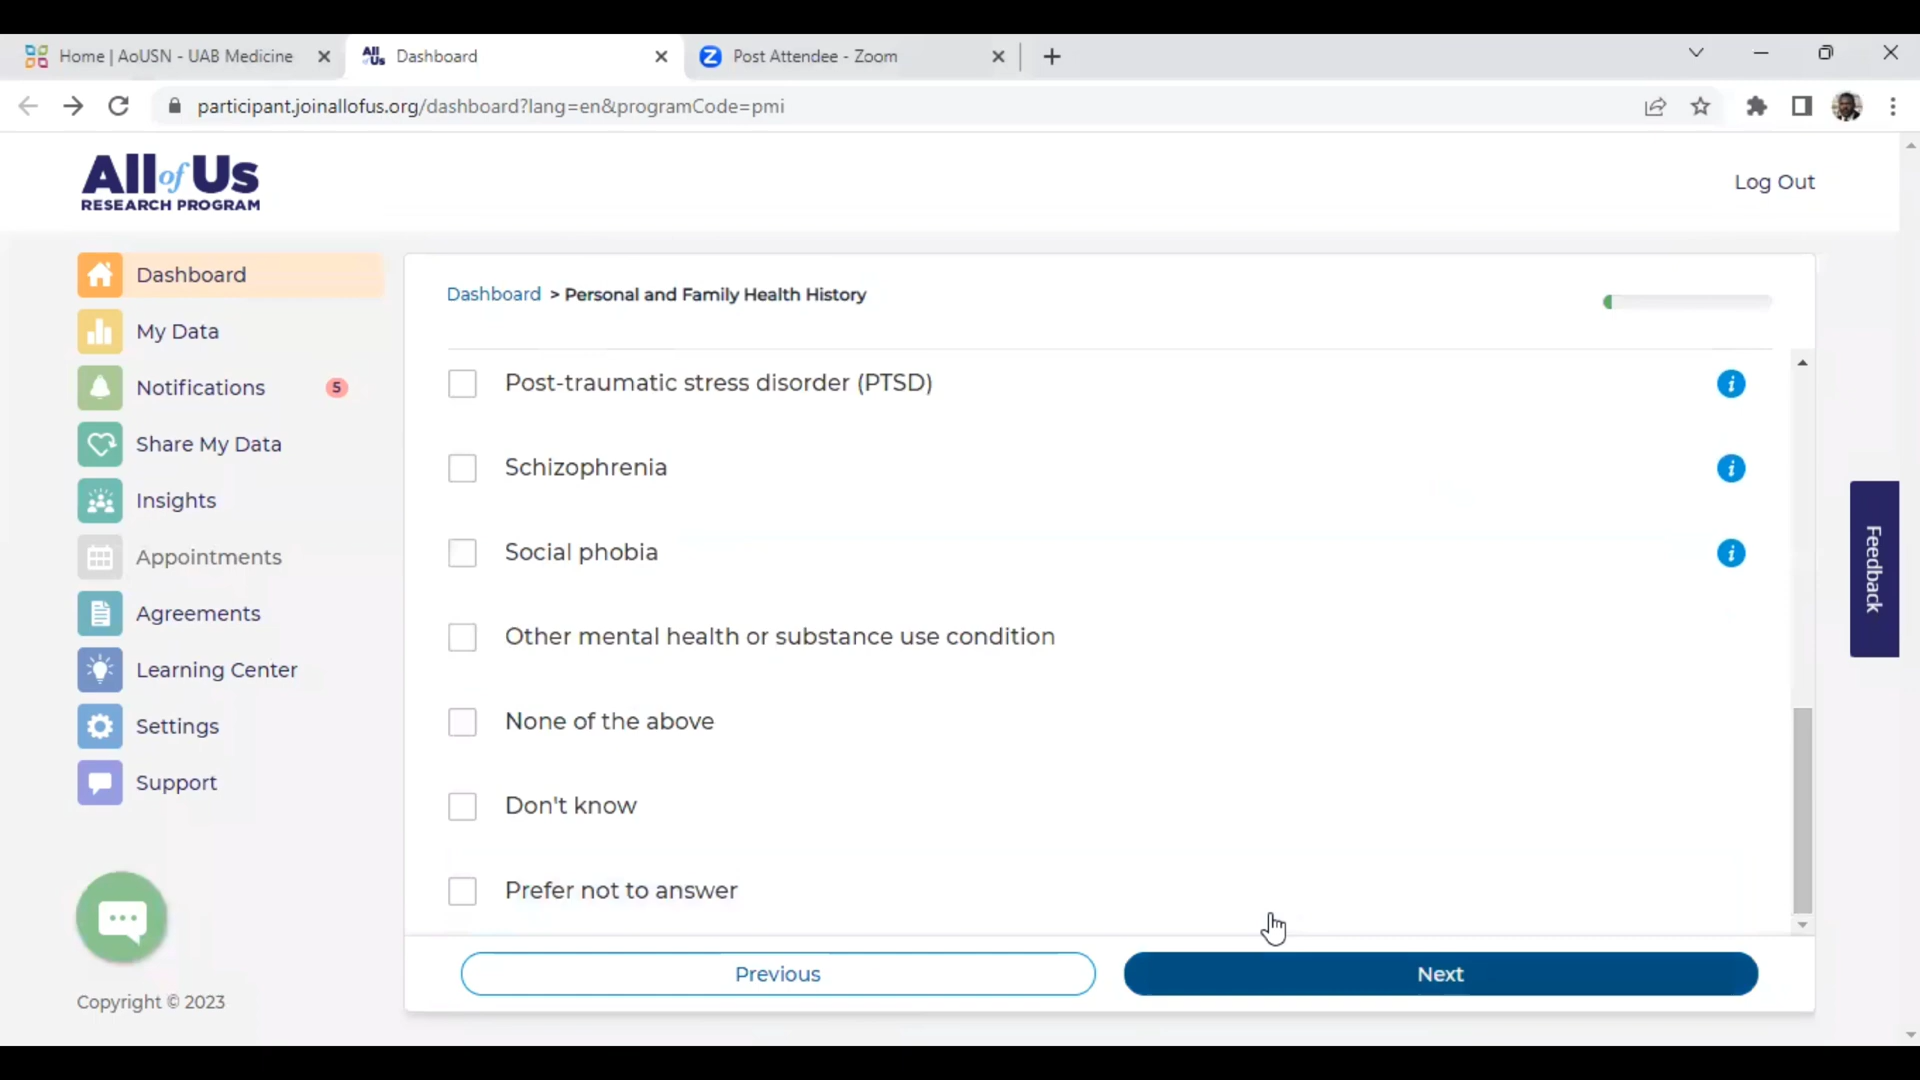 Home | AoUSN - UAB Medicine
All of Us
Dashboard
Z
Post Attendee - Zoom
participant.joinallofus.org/dashboard?lang=en&programCode=pmi
All of Us
RESEARCH PROGRAM
Log Out
Dashboard
My Data
Notifications
5
Share My Data
Insights
Appointments
Agreements
Learning Center
Settings
Support
Copyright © 2023
Dashboard > Personal and Family Health History
Post-traumatic stress disorder (PTSD)
i
Schizophrenia
i
Social phobia
i
Other mental health or substance use condition
None of the above
Don't know
Prefer not to answer
Previous
Next
Feedback